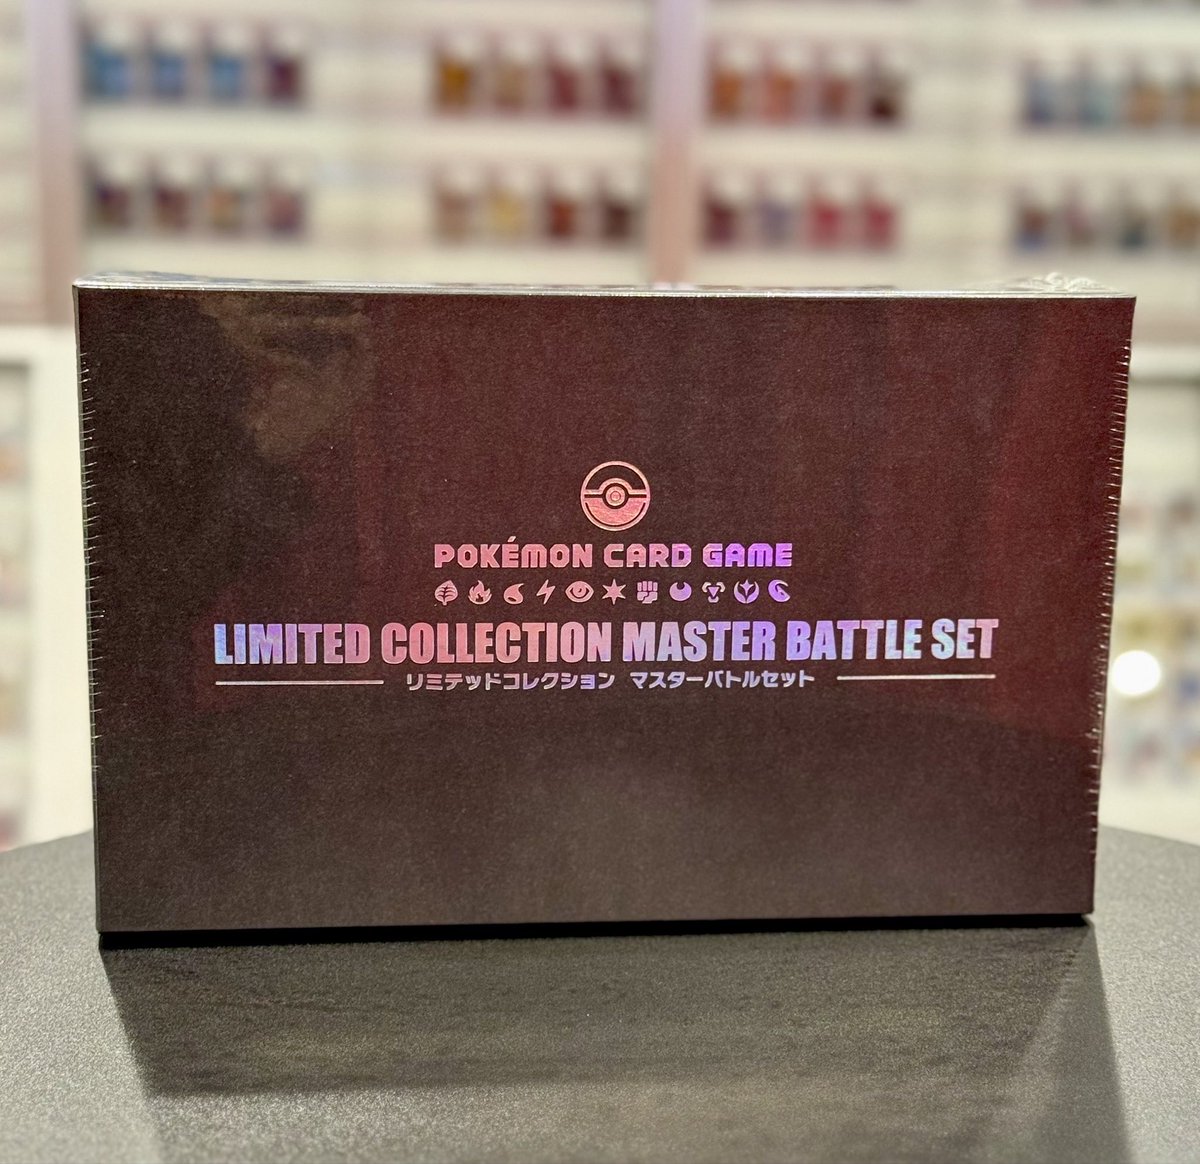 POKÉMON CARD GAME
LIMITED COLLECTION MASTER BATTLE SET
リミテッドコレクション マスターバトルセット